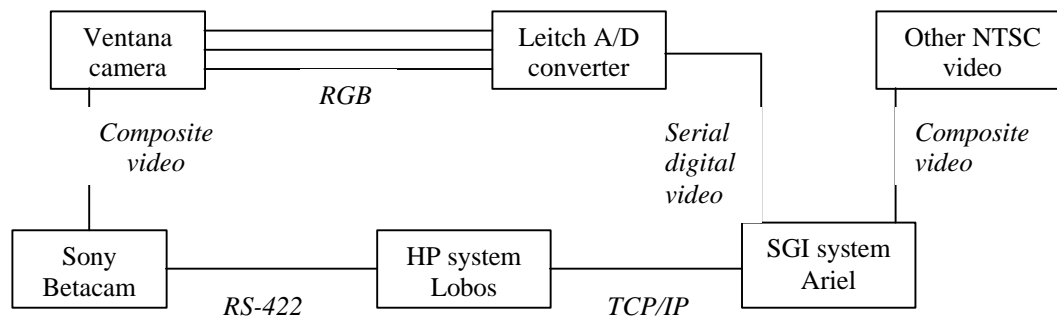 Ventana
camera
Leitch A/D
converter
Other NTSC
video
RGB
Composite
video
Serial
digital
video
Composite
video
Sony
Betacam
HP system
Lobos
SGI system
Ariel
RS-422
TCP/IP